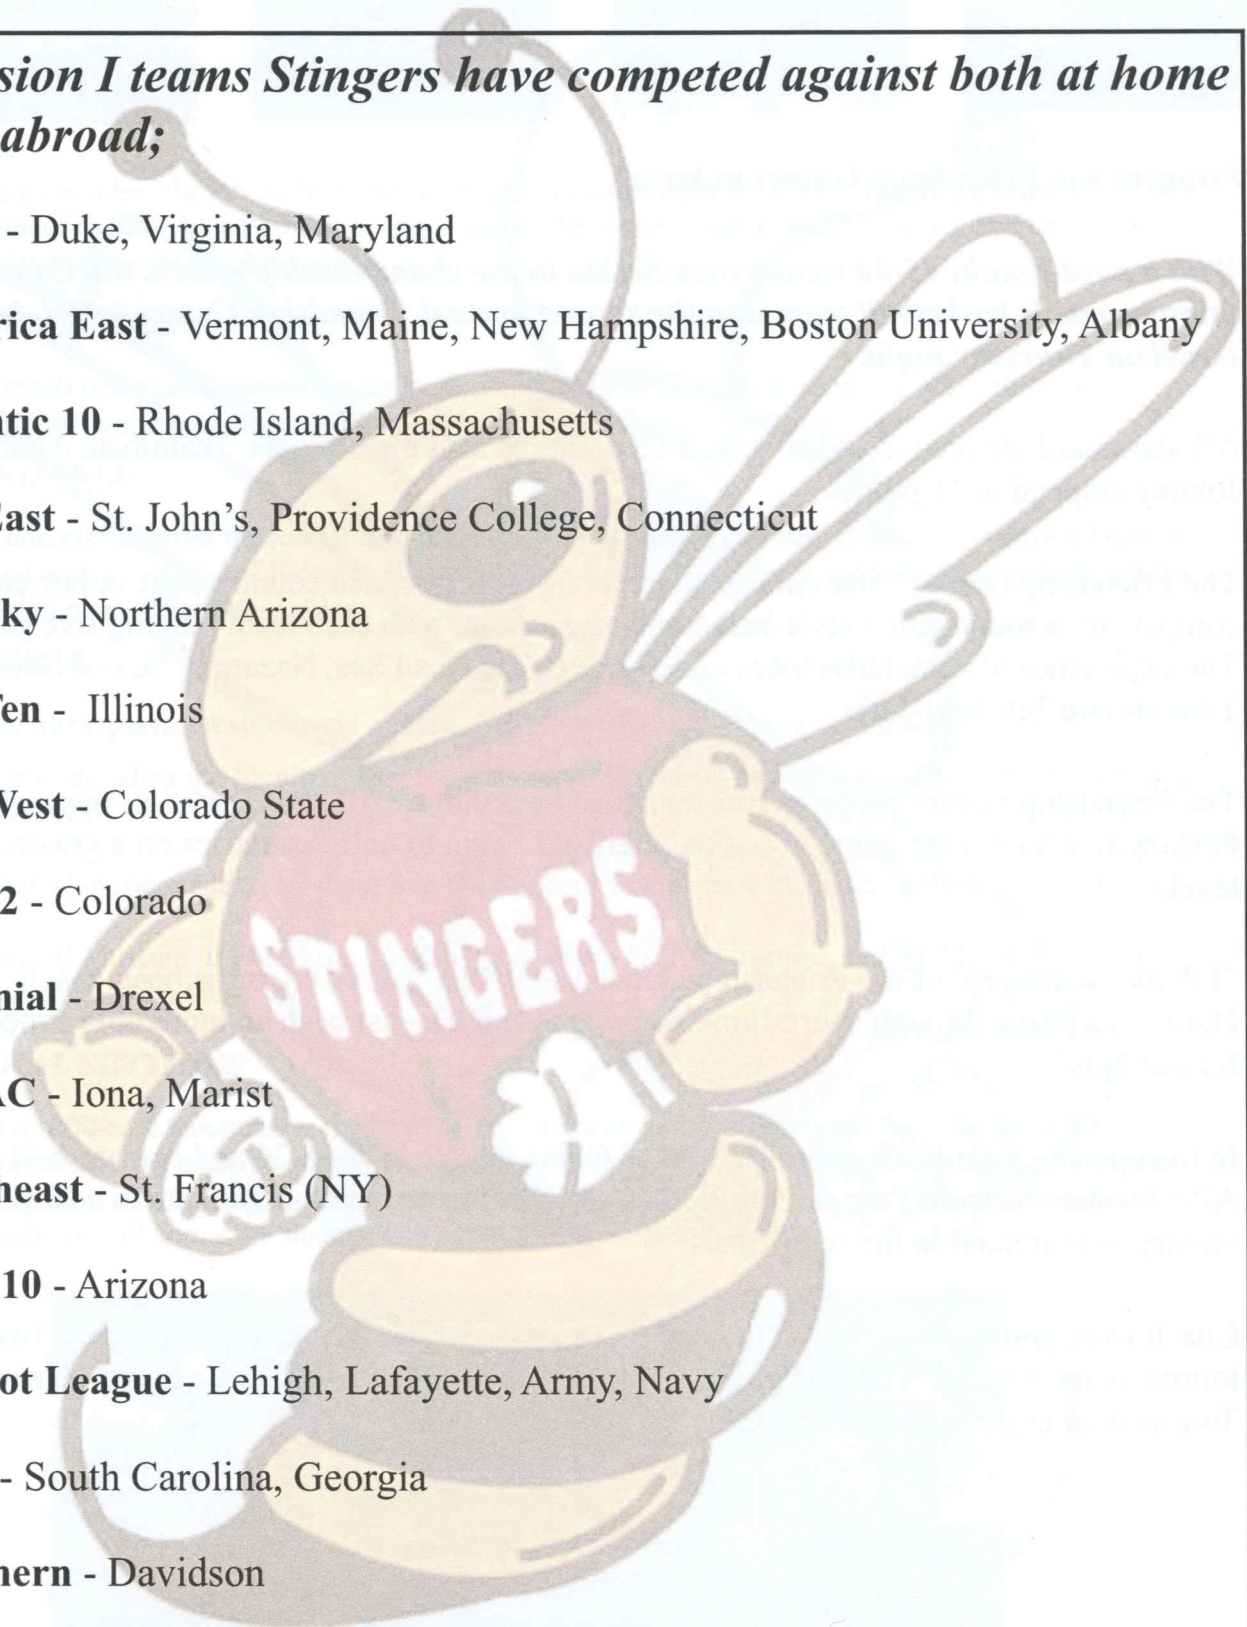 sion I teams Stingers have competed against both at home
abroad;
- Duke, Virginia, Maryland
rica East - Vermont, Maine, New Hampshire, Boston University, Albany
ntic 10 - Rhode Island, Massachusetts
East - St. John's, Providence College, Connecticut
ky - Northern Arizona
Ten - Illinois
West - Colorado State
2 - Colorado
nial - Drexel
AC - Iona, Marist
heast - St. Francis (NY)
10 - Arizona
ot League - Lehigh, Lafayette, Army, Navy
- South Carolina, Georgia
hern - Davidson
STINGERS